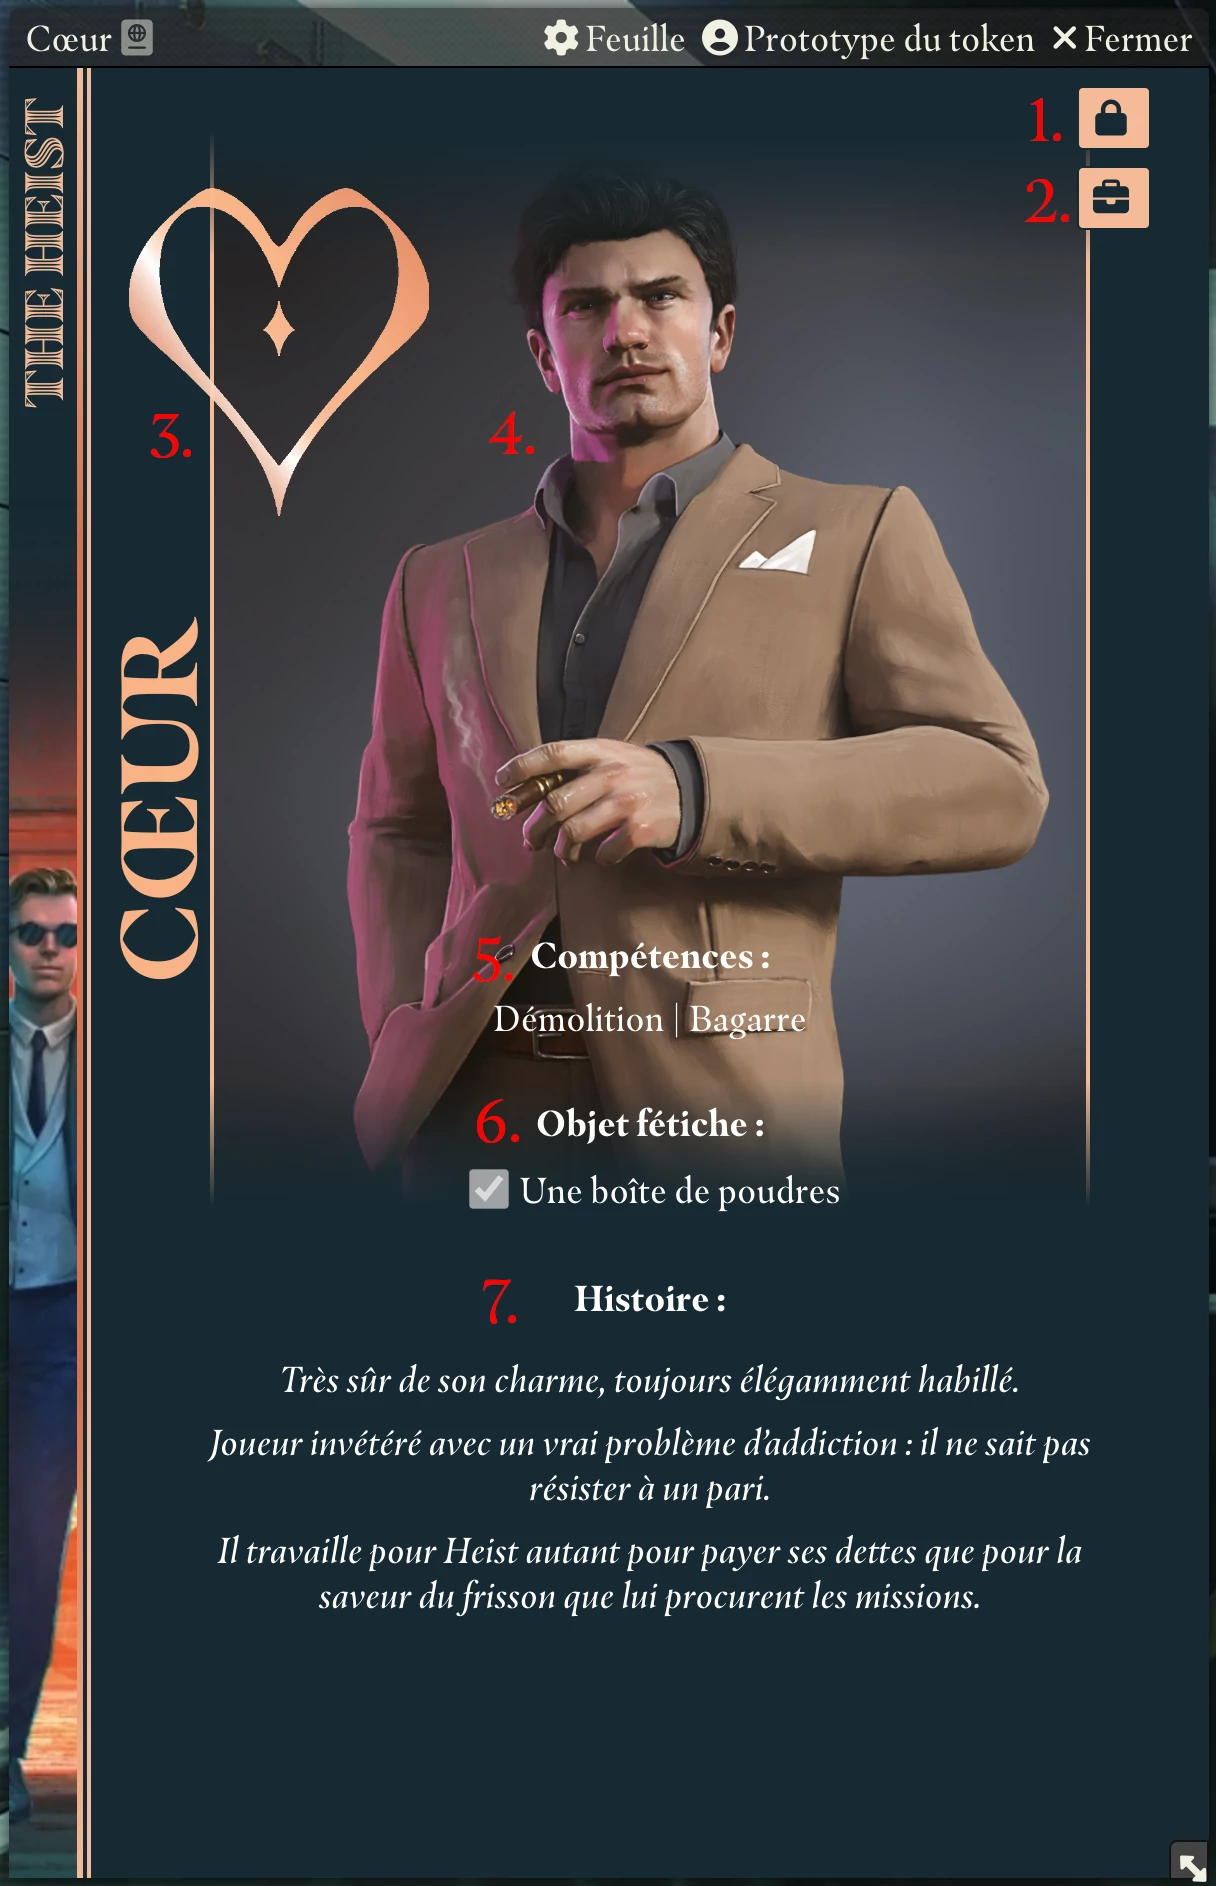 Cœur
Feuille
Prototype du token
Fermer
THE HEIST
1.
2.
3.
4.
CŒUR
5. Compétences :
Démolition | Bagarre
6. Objet fétiche :
Une boîte de poudres
7. Histoire :
Très sûr de son charme, toujours élégamment habillé.
Joueur invétéré avec un vrai problème d’addiction : il ne sait pas
résister à un pari.
Il travaille pour Heist autant pour payer ses dettes que pour la
saveur du frisson que lui procurent les missions.